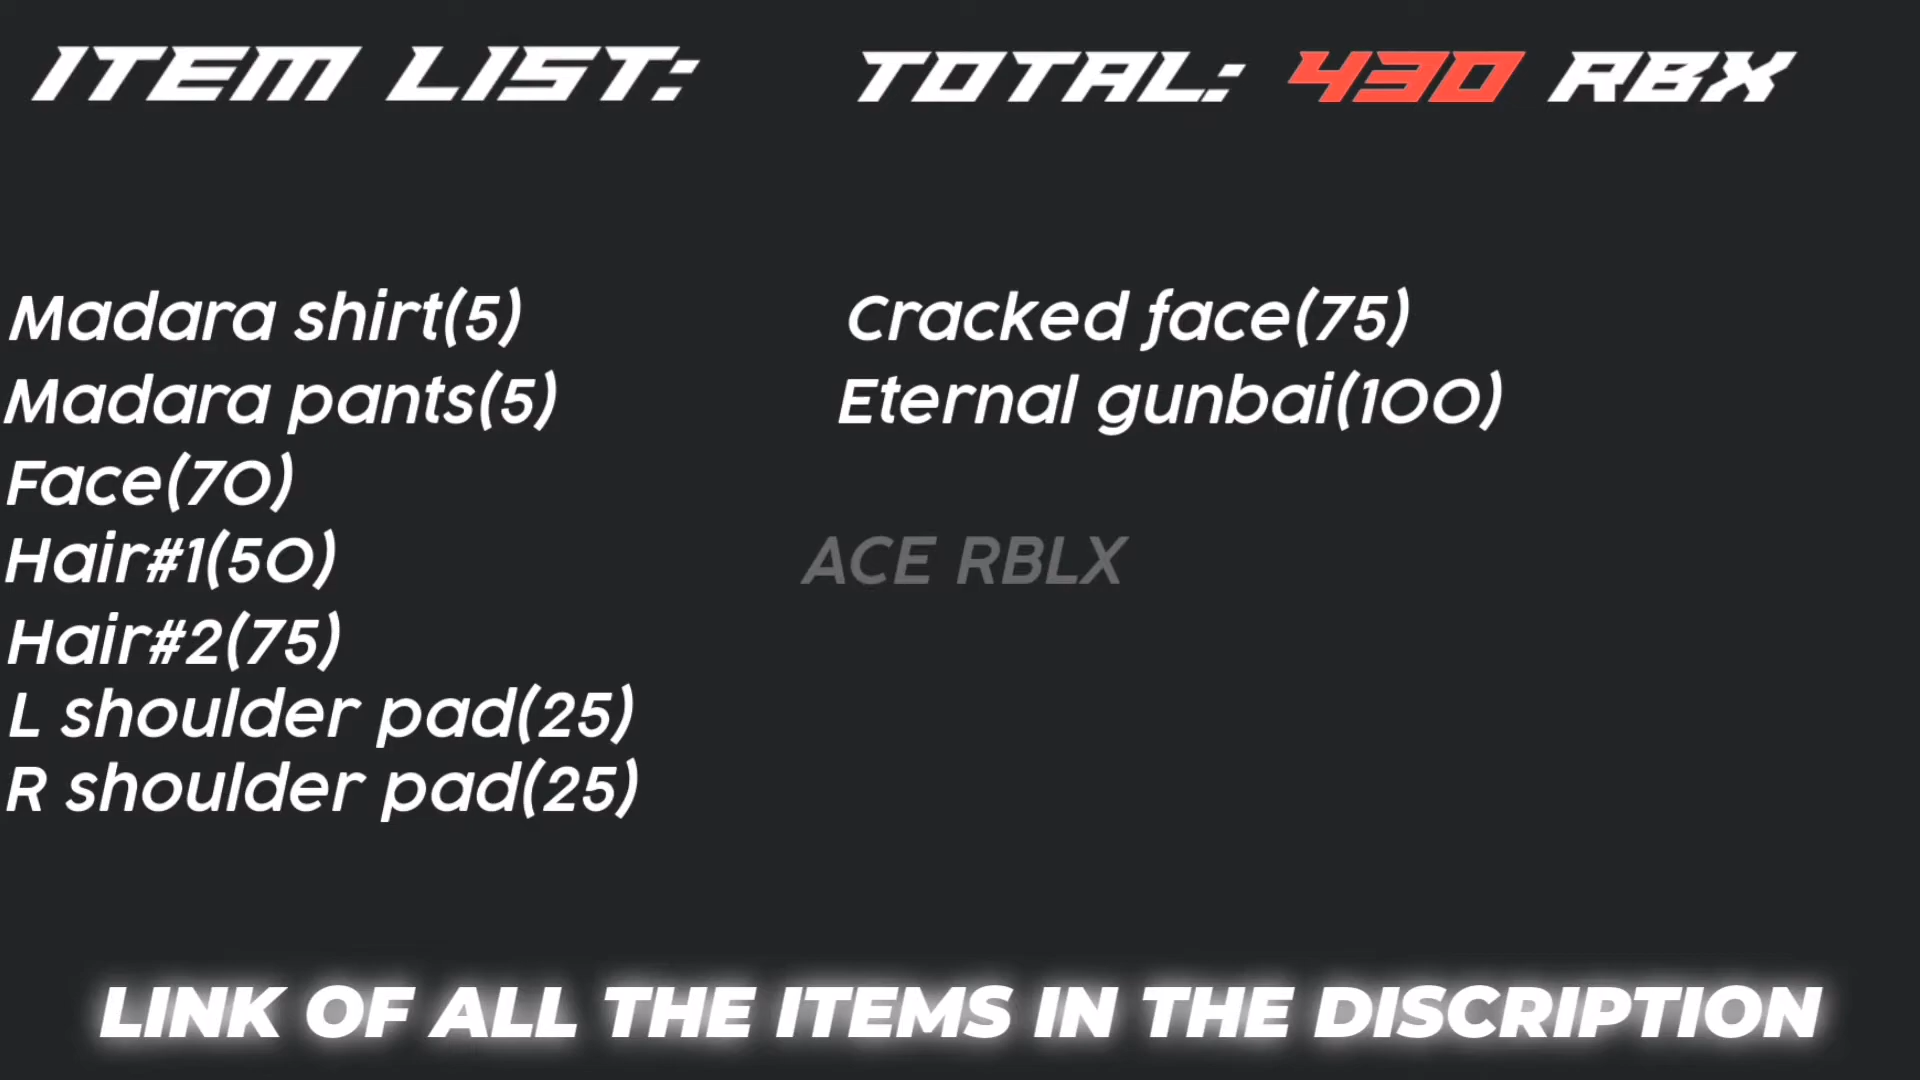 ITEM LIST:
TOTAL: 430 RBX
Madara shirt(5)
Madara pants(5)
Face(70)
Hair#1(50)
Hair#2(75)
L shoulder pad(25)
R shoulder pad(25)
Cracked face(75)
Eternal gunbai(100)
ACE RBLX
LINK OF ALL THE ITEMS IN THE DISCRIPTION